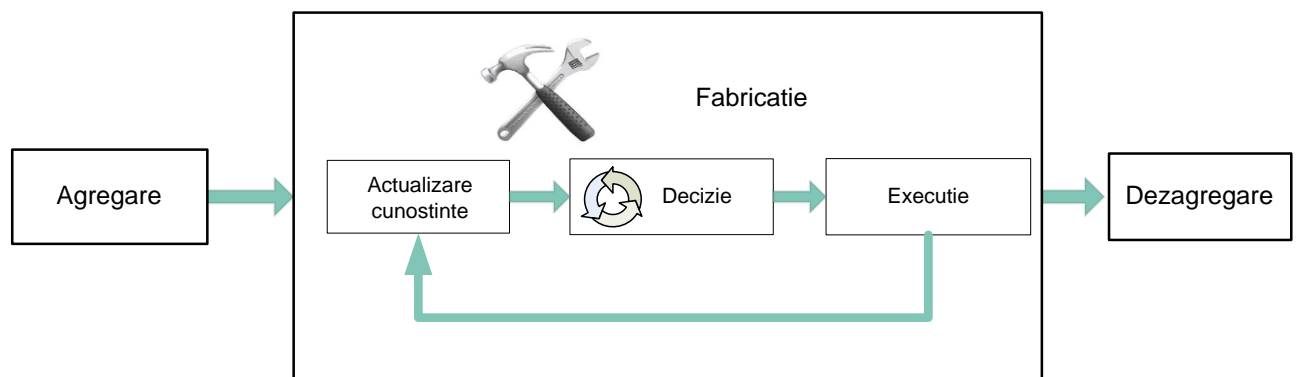 Fabricatie
Agregare
Actualizare
cunostinte
Decizie
Executie
Dezagregare